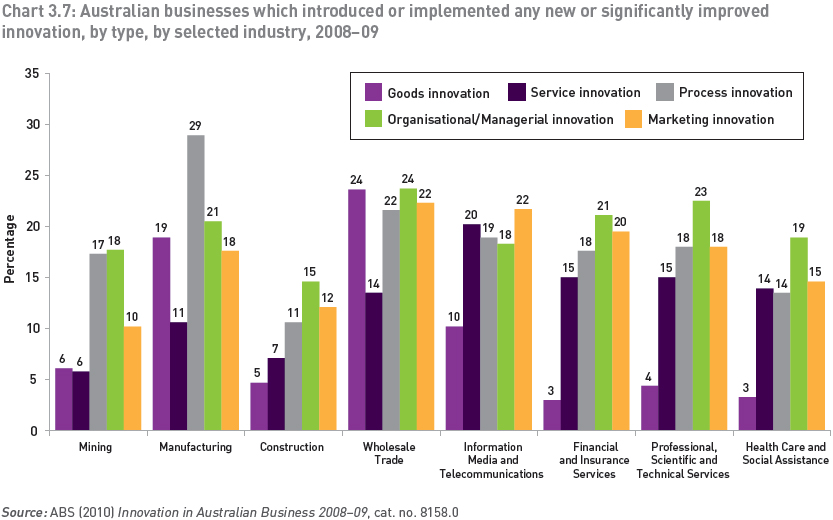 Chart 3.7: Australian businesses which introduced or implemented any new or significantly improved
innovation, by type, by selected industry, 2008–09
Goods innovation
Service innovation
Process innovation
Organisational/Managerial innovation
Marketing innovation
Percentage
35
30
25
20
15
10
5
0
6 6 17 18 10
19 11 29 21 18
5 7 11 15 12
24 14 22 24 22
10 20 19 18 22
3 15 18 21 20
4 15 18 23 18
3 14 14 19 15
Mining
Manufacturing
Construction
Wholesale
Trade
Information
Media and
Telecommunications
Financial
and Insurance
Services
Professional,
Scientific and
Technical Services
Health Care and
Social Assistance
Source: ABS (2010) Innovation in Australian Business 2008–09, cat. no. 8158.0